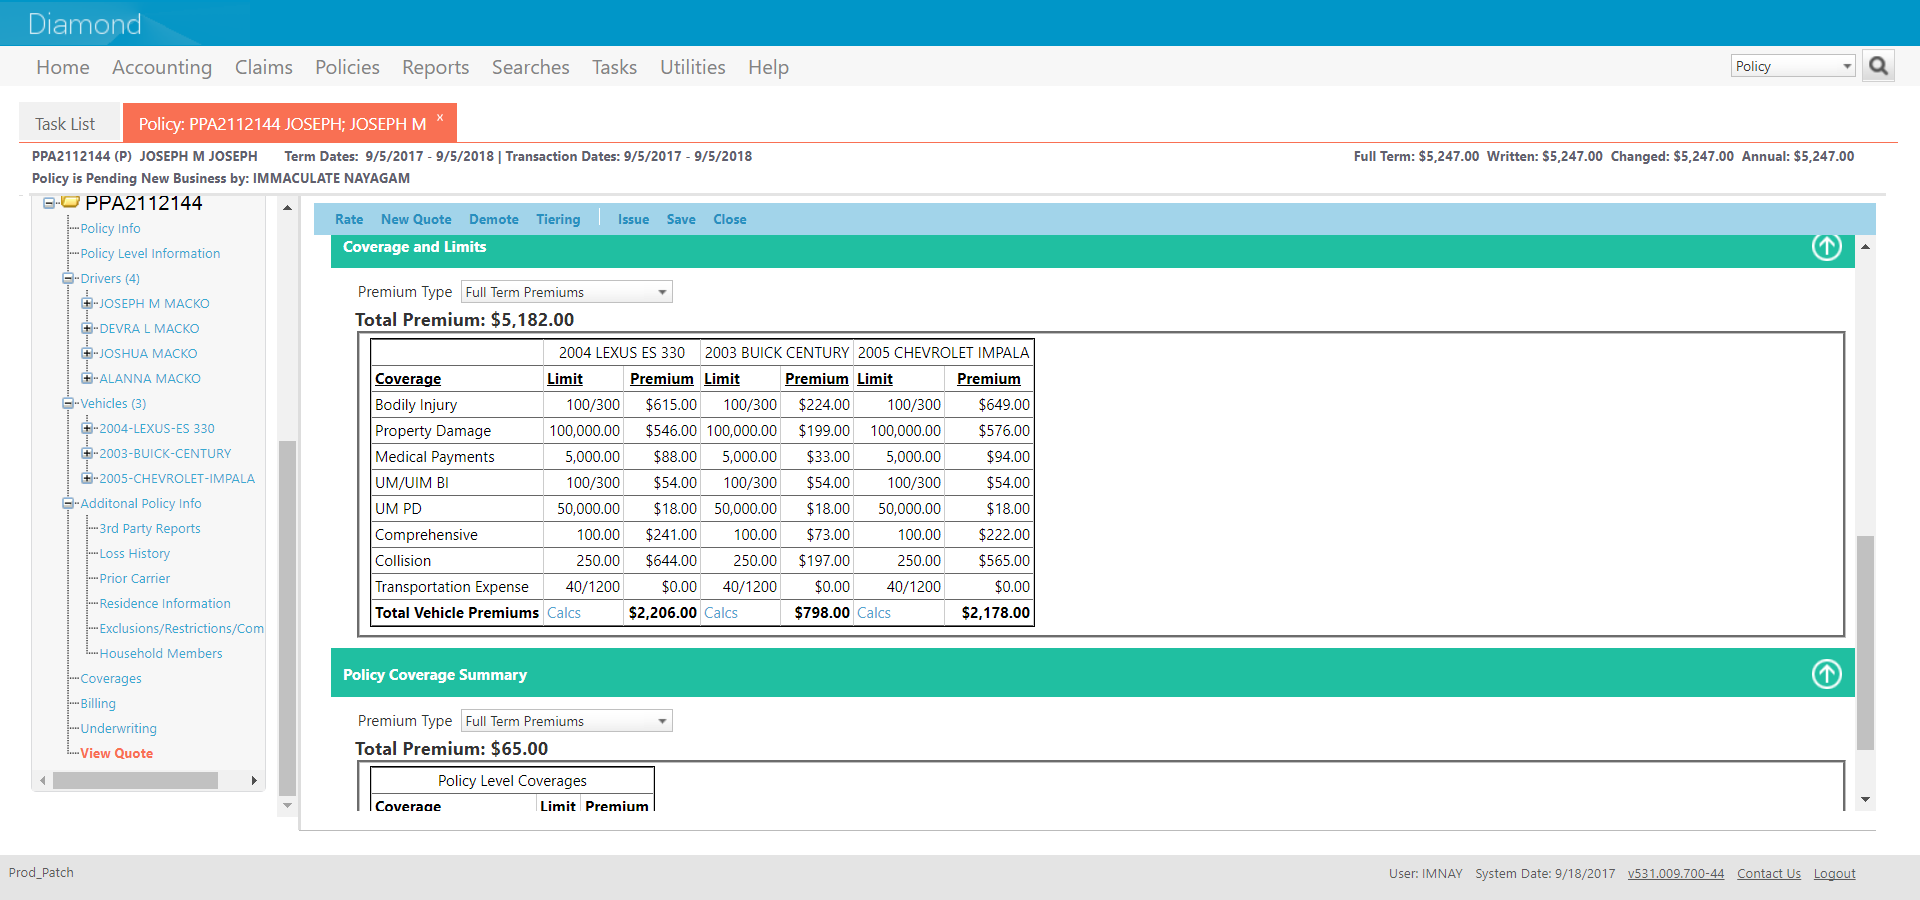 Diamond
Home Accounting Claims Policies Reports Searches Tasks Utilities Help Policy
Task List Policy: PPA2112144 JOSEPH; JOSEPH M x
PPA2112144 (P) JOSEPH M JOSEPH Term Dates: 9/5/2017 - 9/5/2018 | Transaction Dates: 9/5/2017 - 9/5/2018 Full Term: $5,247.00 Written: $5,247.00 Changed: $5,247.00 Annual: $5,247.00
Policy is Pending New Business by: IMMACULATE NAYAGAM
PPA2112144
Policy Info
Policy Level Information
Drivers (4)
JOSEPH M MACKO
DEVRA L MACKO
JOSHUA MACKO
ALANNA MACKO
Vehicles (3)
2004-LEXUS-ES 330
2003-BUICK-CENTURY
2005-CHEVROLET-IMPALA
Additonal Policy Info
3rd Party Reports
Loss History
Prior Carrier
Residence Information
Exclusions/Restrictions/Com
Household Members
Coverages
Billing
Underwriting
View Quote
Rate New Quote Demote Tiering Issue Save Close
Coverage and Limits
Premium Type Full Term Premiums
Total Premium: $5,182.00
2004 LEXUS ES 330 2003 BUICK CENTURY 2005 CHEVROLET IMPALA
Coverage Limit Premium Limit Premium Limit Premium
Bodily Injury 100/300 $615.00 100/300 $224.00 100/300 $649.00
Property Damage 100,000.00 $546.00 100,000.00 $199.00 100,000.00 $576.00
Medical Payments 5,000.00 $88.00 5,000.00 $33.00 5,000.00 $94.00
UM/UIM BI 100/300 $54.00 100/300 $54.00 100/300 $54.00
UM PD 50,000.00 $18.00 50,000.00 $18.00 50,000.00 $18.00
Comprehensive 100.00 $241.00 100.00 $73.00 100.00 $222.00
Collision 250.00 $644.00 250.00 $197.00 250.00 $565.00
Transportation Expense 40/1200 $0.00 40/1200 $0.00 40/1200 $0.00
Total Vehicle Premiums Calcs $2,206.00 Calcs $798.00 Calcs $2,178.00
Policy Coverage Summary
Premium Type Full Term Premiums
Total Premium: $65.00
Policy Level Coverages
Coverage Limit Premium
Prod_Patch User: IMNAY System Date: 9/18/2017 v531.009.700-44 Contact Us Logout